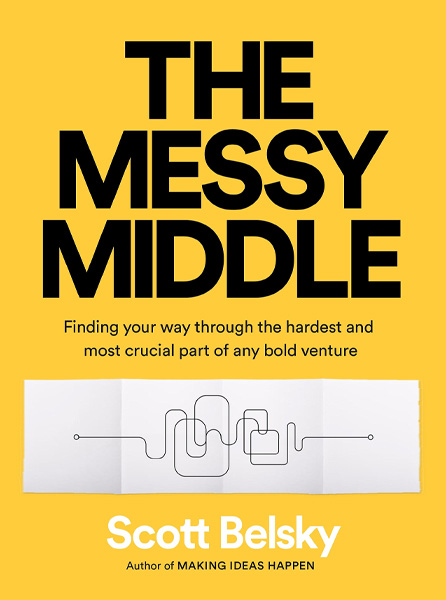 THE
MESSY
MIDDLE
Finding your way through the hardest and
most crucial part of any bold venture
Scott Belsky
Author of MAKING IDEAS HAPPEN